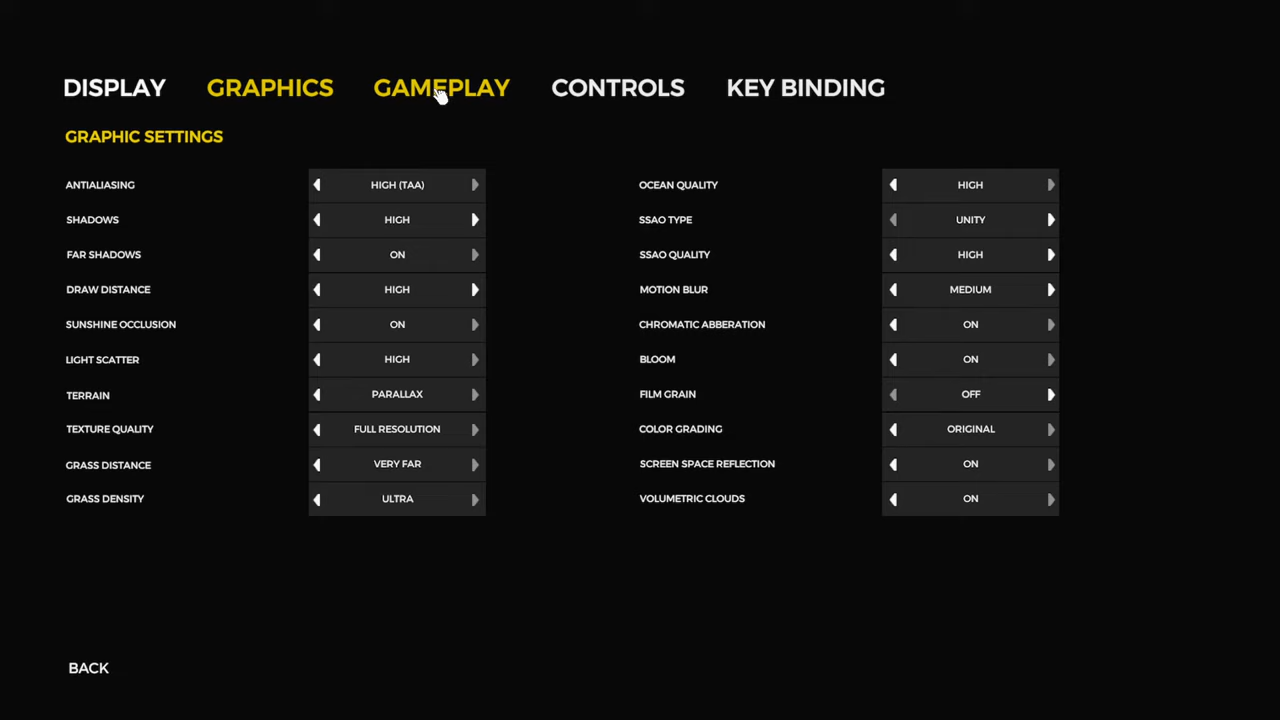 DISPLAY GRAPHICS GAMEPLAY CONTROLS KEY BINDING
GRAPHIC SETTINGS
ANTIALIASING HIGH (TAA)
SHADOWS HIGH
FAR SHADOWS ON
DRAW DISTANCE HIGH
SUNSHINE OCCLUSION ON
LIGHT SCATTER HIGH
TERRAIN PARALLAX
TEXTURE QUALITY FULL RESOLUTION
GRASS DISTANCE VERY FAR
GRASS DENSITY ULTRA
OCEAN QUALITY HIGH
SSAO TYPE UNITY
SSAO QUALITY HIGH
MOTION BLUR MEDIUM
CHROMATIC ABBERATION ON
BLOOM ON
FILM GRAIN OFF
COLOR GRADING ORIGINAL
SCREEN SPACE REFLECTION ON
VOLUMETRIC CLOUDS ON
BACK